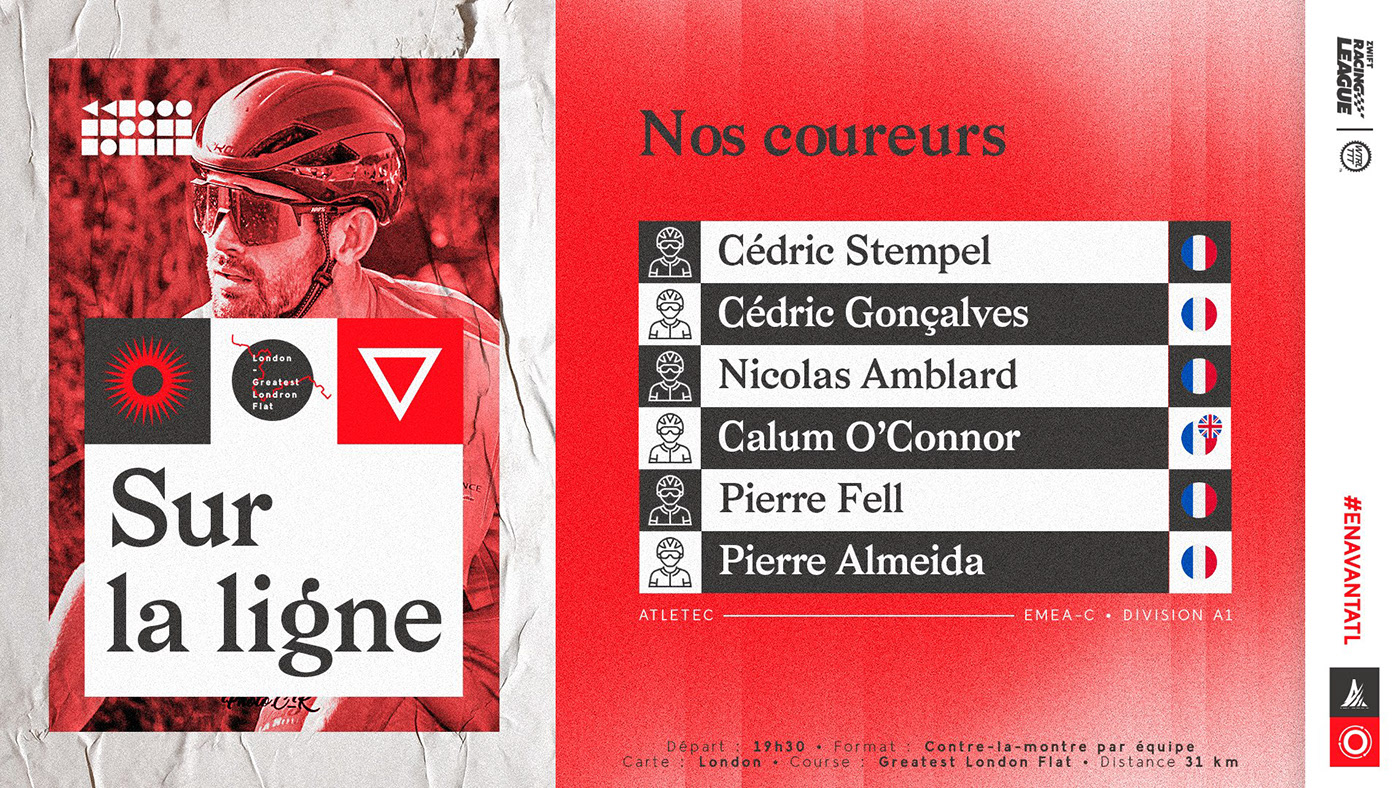 London
-
Greatest
Londron
Flat
Sur
la ligne
Nos coureurs
Cédric Stempel
Cédric Gonçalves
Nicolas Amblard
Calum O’Connor
Pierre Fell
Pierre Almeida
ATLETEC
EMEA-C • DIVISION A1
Départ : 19h30 • Format : Contre-la-montre par équipe
Carte : London • Course : Greatest London Flat • Distance 31 km
ZWIFT
RACING
LEAGUE
WTRL
TTT
#ENAVANTATL